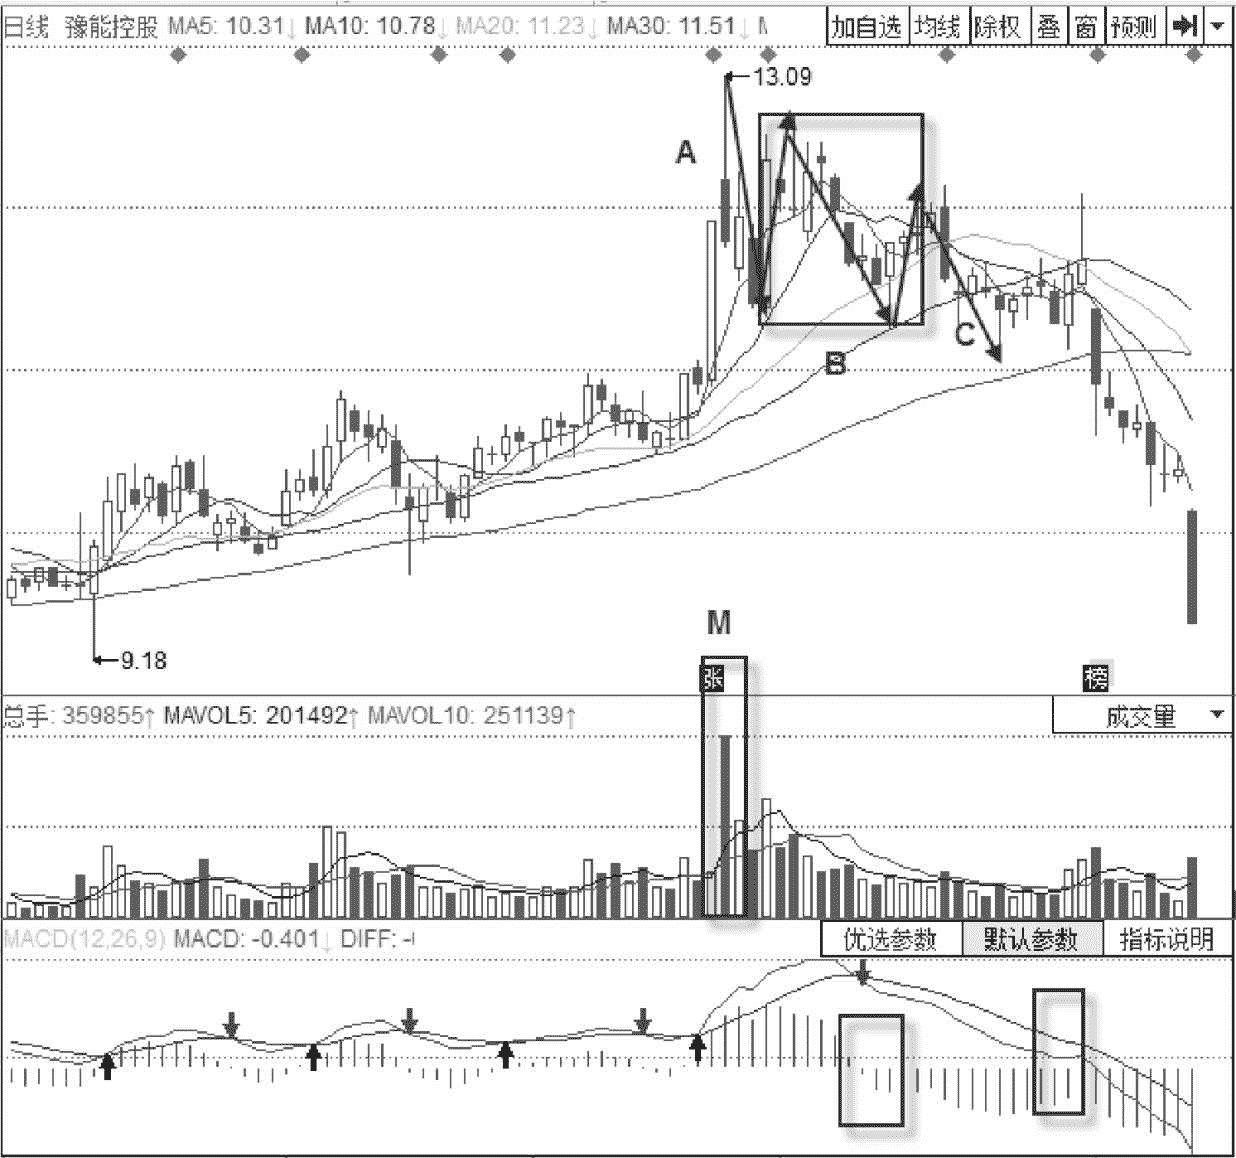 日线 豫能控股 MA5: 10.31↓ MA10: 10.78↓ MA20: 11.23↓ MA30: 11.51↓ 加自选 均线 除权 叠 窗 预测
13.09
A
B
C
9.18
M
张 榜
总手: 359855↑ MAVOL5: 201492↑ MAVOL10: 251139↑ 成交量
MACD(12,26,9) MACD: -0.401↓ DIFF: - 优选参数 默认参数 指标说明